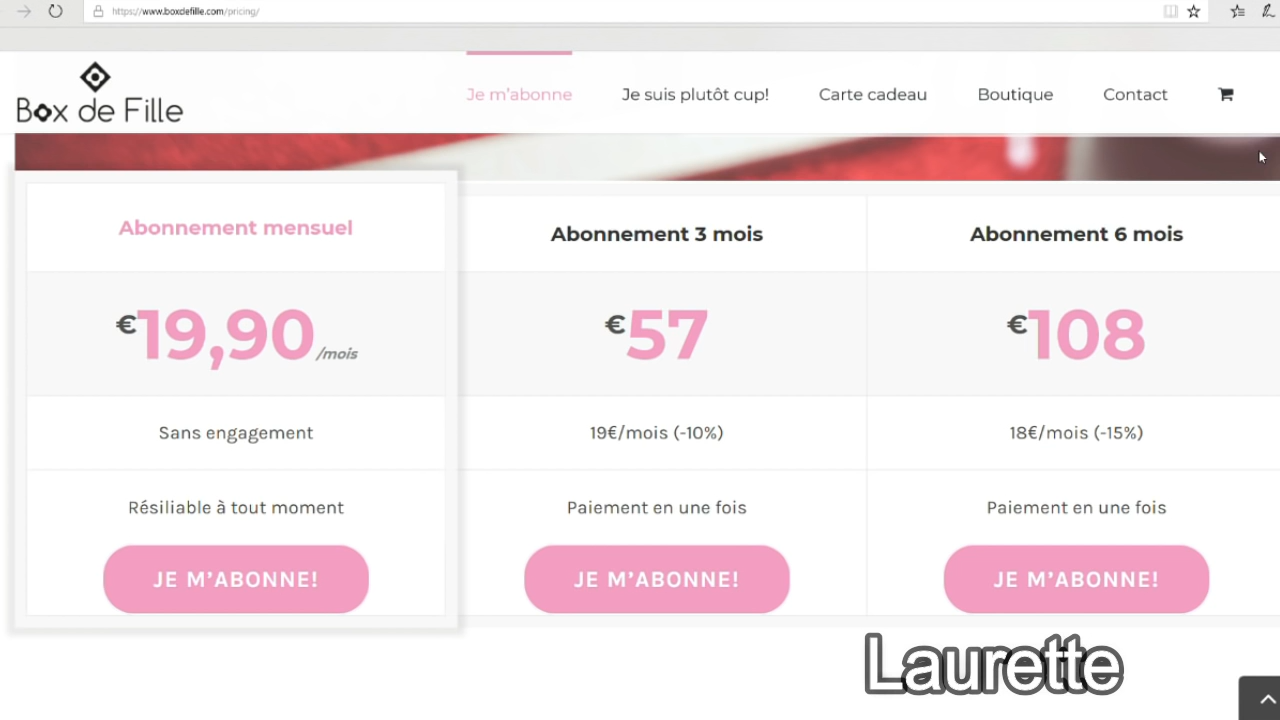 https://www.boxdefille.com/pricing/
Box de Fille
Je m'abonne
Je suis plutôt cup!
Carte cadeau
Boutique
Contact
Abonnement mensuel
€19,90/mois
Sans engagement
Résiliable à tout moment
JE M'ABONNE!
Abonnement 3 mois
€57
19€/mois (-10%)
Paiement en une fois
JE M'ABONNE!
Abonnement 6 mois
€108
18€/mois (-15%)
Paiement en une fois
JE M'ABONNE!
Laurette